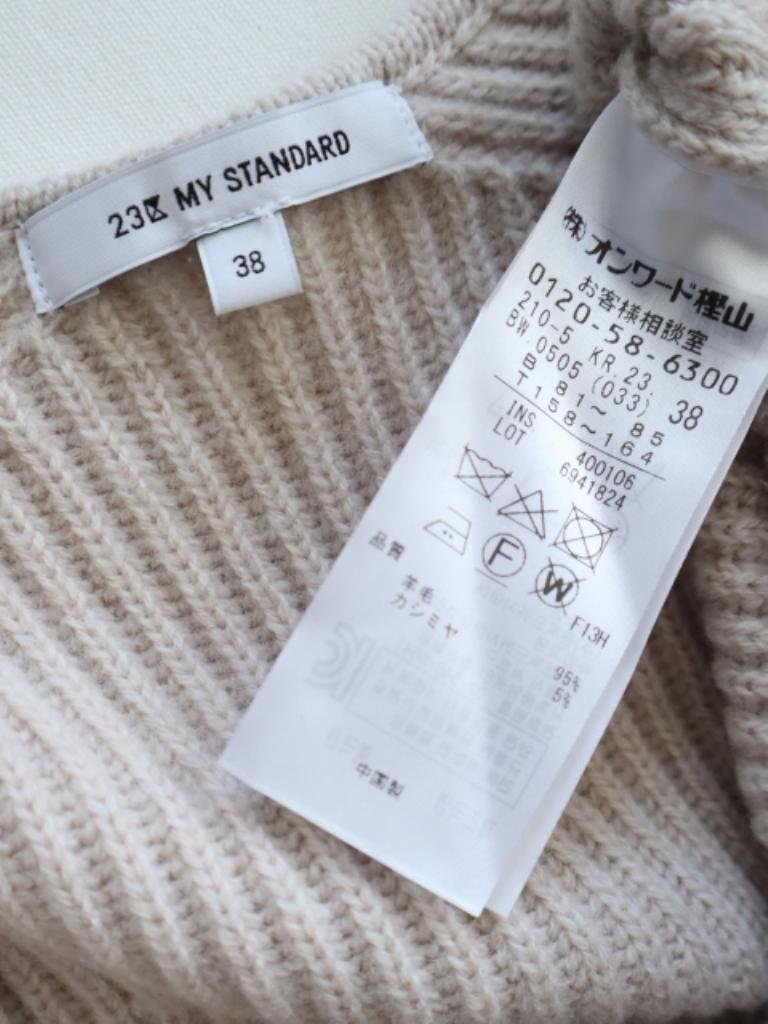 23区 MY STANDARD
38
㈱オンワード樫山
お客様相談室
0120-58-6300
210-5 KR.23.
BW.0505 (033) 38
B 81～ 85
T158～164
INS 400106
LOT 6941824
F
W
F13H
品質
羊毛 95%
カシミヤ 5%
中国製